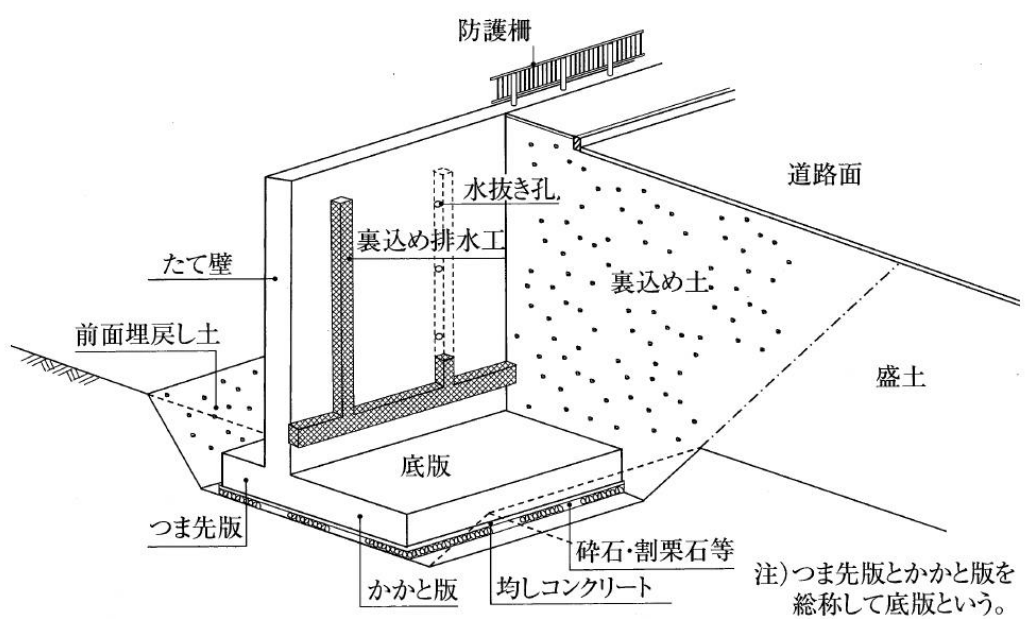 防護柵
道路面
水抜き孔
裏込め排水工
たて壁
裏込め土
前面埋戻し土
盛土
底版
つま先版
砕石・割栗石等
かかと版
均しコンクリート
注）つま先版とかかと版を
総称して底版という。